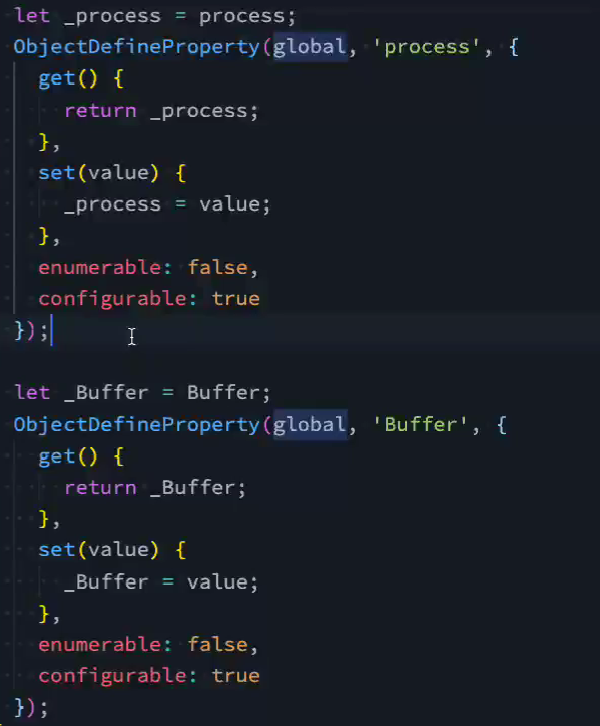 let _process = process;
ObjectDefineProperty(global, 'process', {
  get() {
    return _process;
  },
  set(value) {
    _process = value;
  },
  enumerable: false,
  configurable: true
});

let _Buffer = Buffer;
ObjectDefineProperty(global, 'Buffer', {
  get() {
    return _Buffer;
  },
  set(value) {
    _Buffer = value;
  },
  enumerable: false,
  configurable: true
});